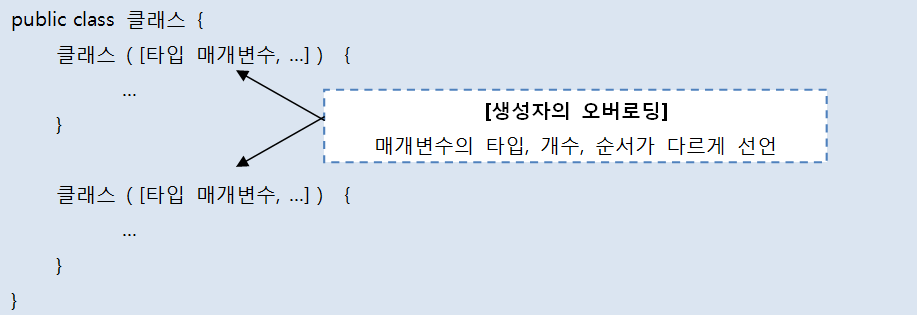 public class 클래스 {
클래스 ( [타입 매개변수, ...] ) {
...
}
[생성자의 오버로딩]
매개변수의 타입, 개수, 순서가 다르게 선언
클래스 ( [타입 매개변수, ...] ) {
...
}
}